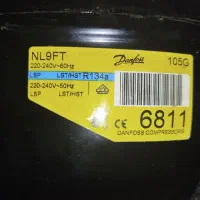 NL9FT Danfoss 105G
220-240V~60Hz
LBP LST/HST R134a
220-240V~50Hz
LBP LST/HST
6811
DANFOSS COMPRESSORS